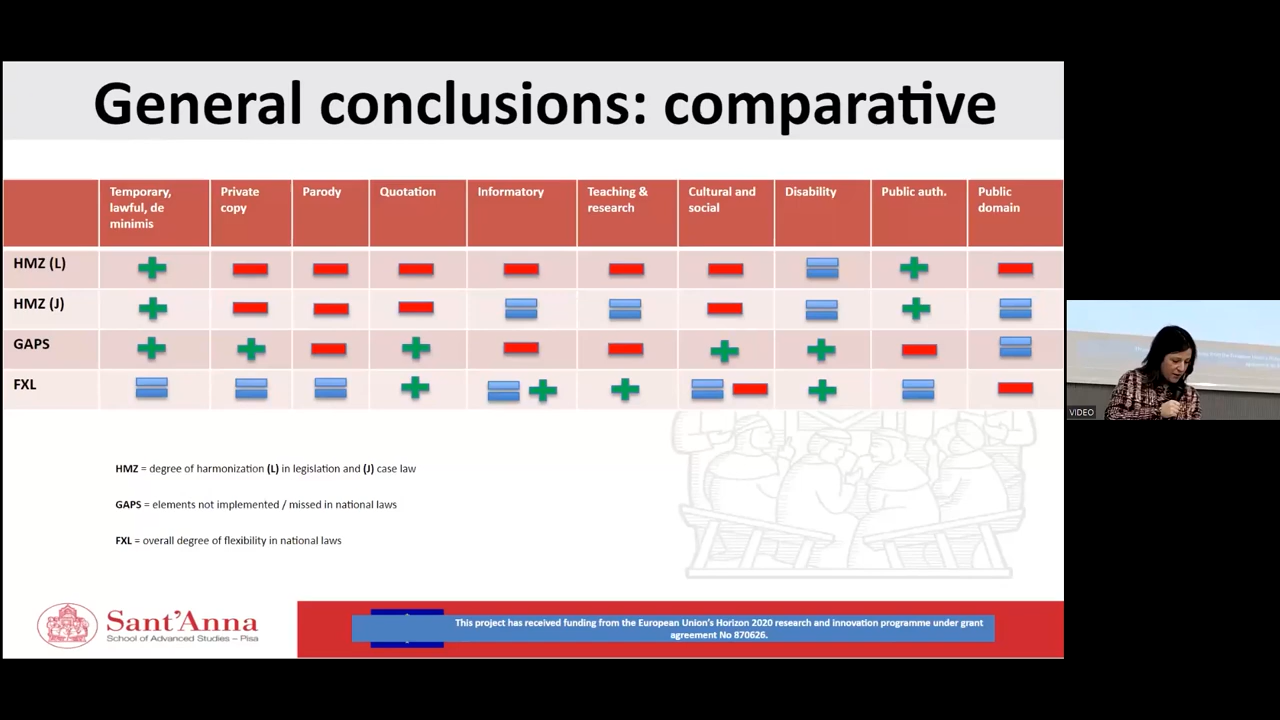 General conclusions: comparative
Temporary, lawful, de minimis
Private copy
Parody
Quotation
Informatory
Teaching & research
Cultural and social
Disability
Public auth.
Public domain
HMZ (L)
HMZ (J)
GAPS
FXL
HMZ = degree of harmonization (L) in legislation and (J) case law
GAPS = elements not implemented / missed in national laws
FXL = overall degree of flexibility in national laws
Sant'Anna
School of Advanced Studies – Pisa
This project has received funding from the European Union's Horizon 2020 research and innovation programme under grant
agreement No 870626.
VIDEO